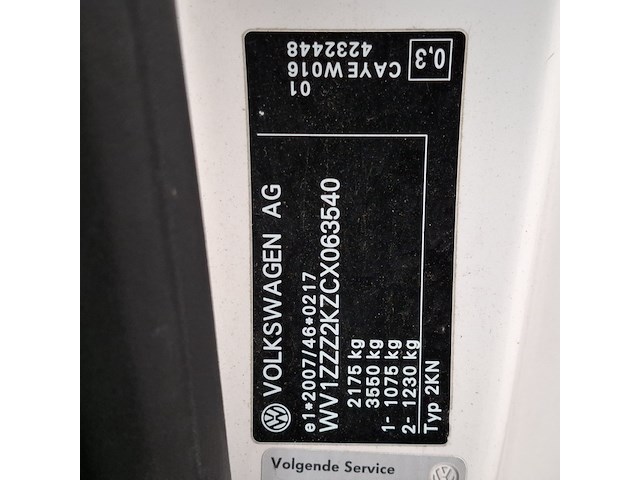 VOLKSWAGEN AG
e1*2007/46*0217
WV1ZZZ2KZCX063540
2175 kg
3550 kg
1- 1075 kg
2- 1230 kg
Typ 2KN
01
CAYE W016
4232448
0,3
Volgende Service